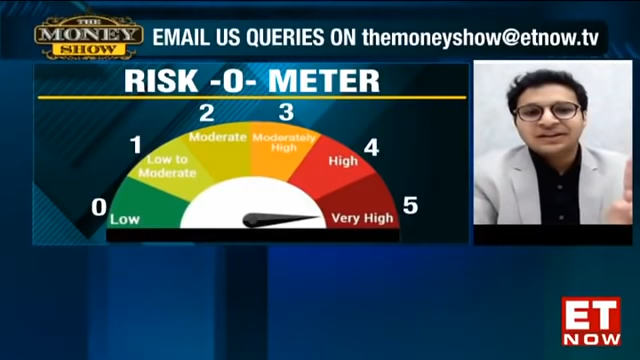 THE
MONEY
SHOW
EMAIL US QUERIES ON themoneyshow@etnow.tv
RISK -O- METER
2
3
Moderate
Moderately
High
1
4
Low to
Moderate
High
0
5
Low
Very High
ET
NOW